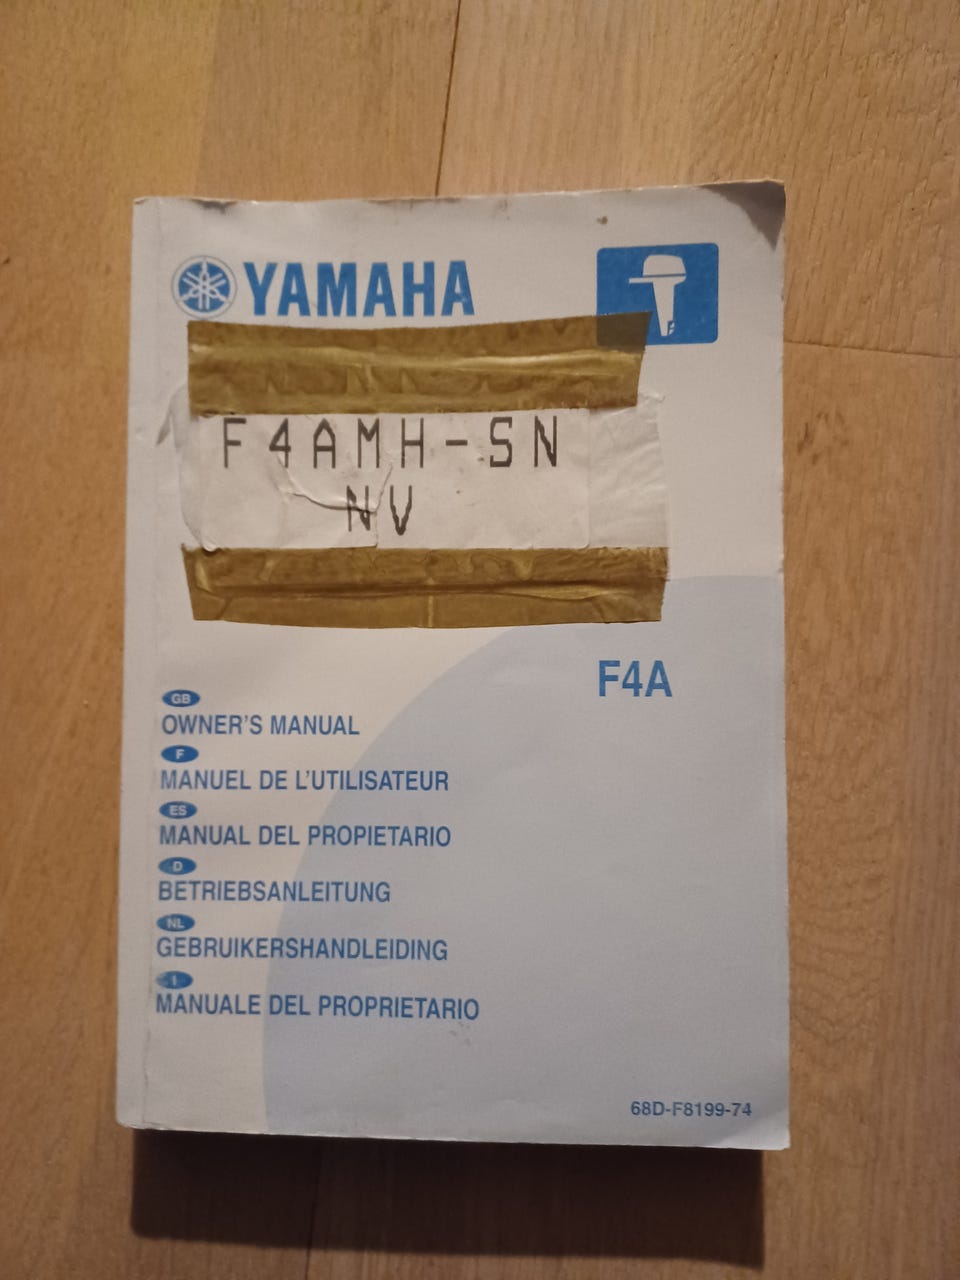 YAMAHA
F4AMH-SN
NV
F4A
GB
OWNER'S MANUAL
F
MANUEL DE L'UTILISATEUR
ES
MANUAL DEL PROPIETARIO
D
BETRIEBSANLEITUNG
NL
GEBRUIKERSHANDLEIDING
I
MANUALE DEL PROPRIETARIO
68D-F8199-74